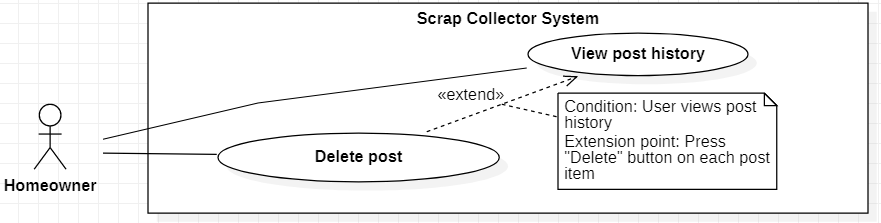 Scrap Collector System
View post history
«extend»
Condition: User views post
history
Extension point: Press
"Delete" button on each post
item
Delete post
Homeowner